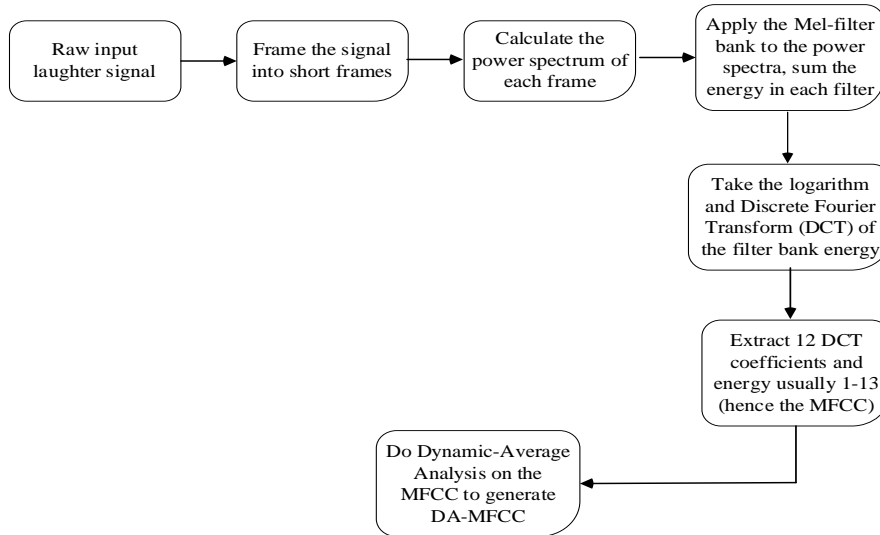 Raw input
laughter signal
Frame the signal
into short frames
Calculate the
power spectrum of
each frame
Apply the Mel-filter
bank to the power
spectra, sum the
energy in each filter
Take the logarithm
and Discrete Fourier
Transform (DCT) of
the filter bank energy
Extract 12 DCT
coefficients and
energy usually 1-13
(hence the MFCC)
Do Dynamic-Average
Analysis on the
MFCC to generate
DA-MFCC